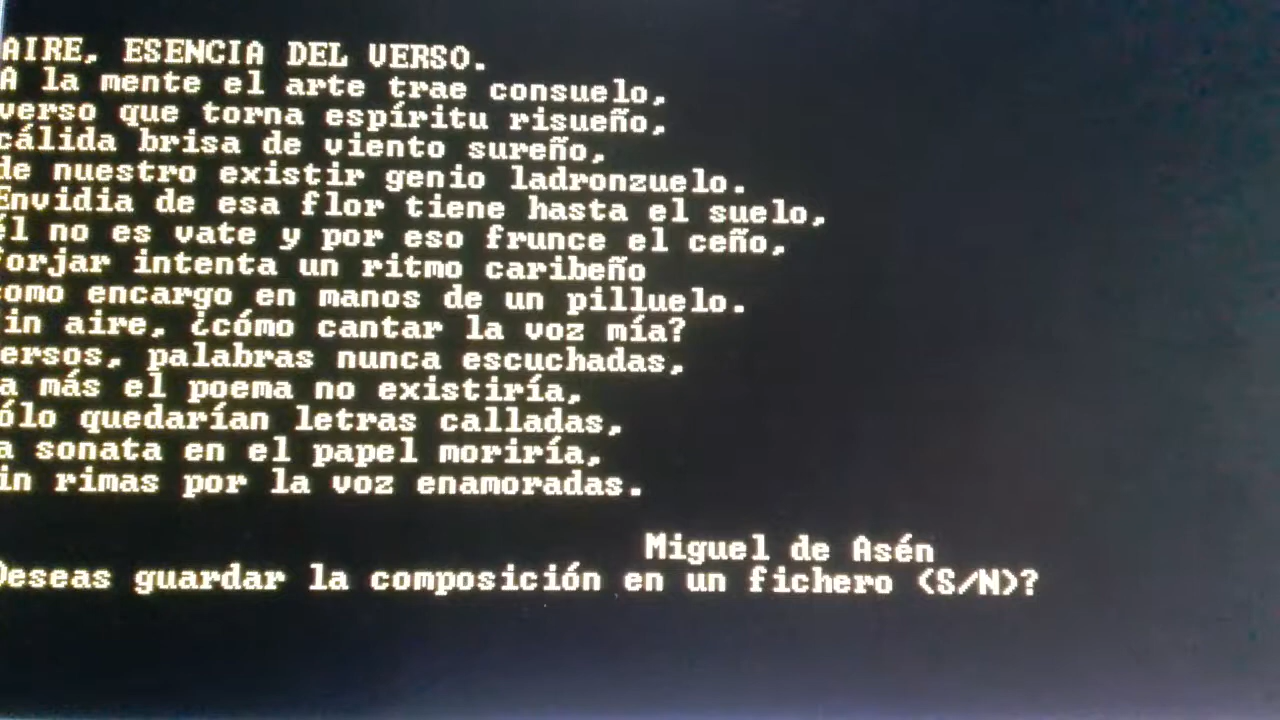 AIRE, ESENCIA DEL VERSO.
A la mente el arte trae consuelo,
verso que torna espíritu risueño,
cálida brisa de viento sureño,
de nuestro existir genio ladronzuelo.
Envidia de esa flor tiene hasta el suelo,
él no es vate y por eso frunce el ceño,
forjar intenta un ritmo caribeño
como encargo en manos de un pilluelo.
in aire, ¿cómo cantar la voz mía?
ersos, palabras nunca escuchadas,
a más el poema no existiría,
ólo quedarían letras calladas,
a sonata en el papel moriría,
in rimas por la voz enamoradas.
Miguel de Asén
Deseas guardar la composición en un fichero (S/N)?